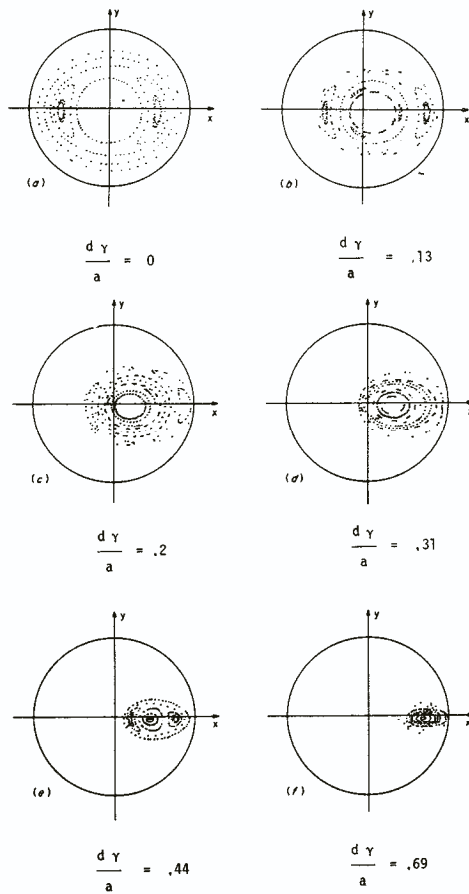 y y
x x
(a) (b)
d γ / a = 0 d γ / a = .13
y y
x x
(c) (d)
d γ / a = .2 d γ / a = .31
y y
x x
(e) (f)
d γ / a = .44 d γ / a = .69